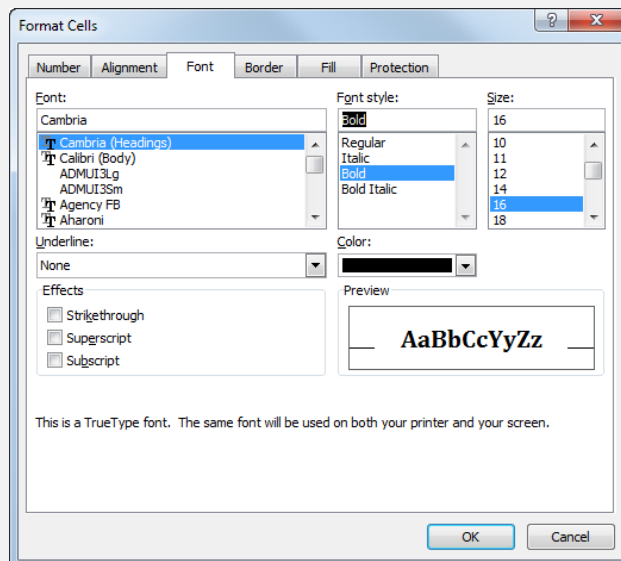 Format Cells
?
Number Alignment Font Border Fill Protection
Font: Font style: Size:
Cambria Bold 16
Cambria (Headings) Regular 10
Calibri (Body) Italic 11
ADMUI3Lg Bold 12
ADMUI3Sm Bold Italic 14
Agency FB 16
Aharoni 18
Underline: Color:
None
Effects Preview
Strikethrough
Superscript AaBbCcYyZz
Subscript
This is a TrueType font. The same font will be used on both your printer and your screen.
OK Cancel